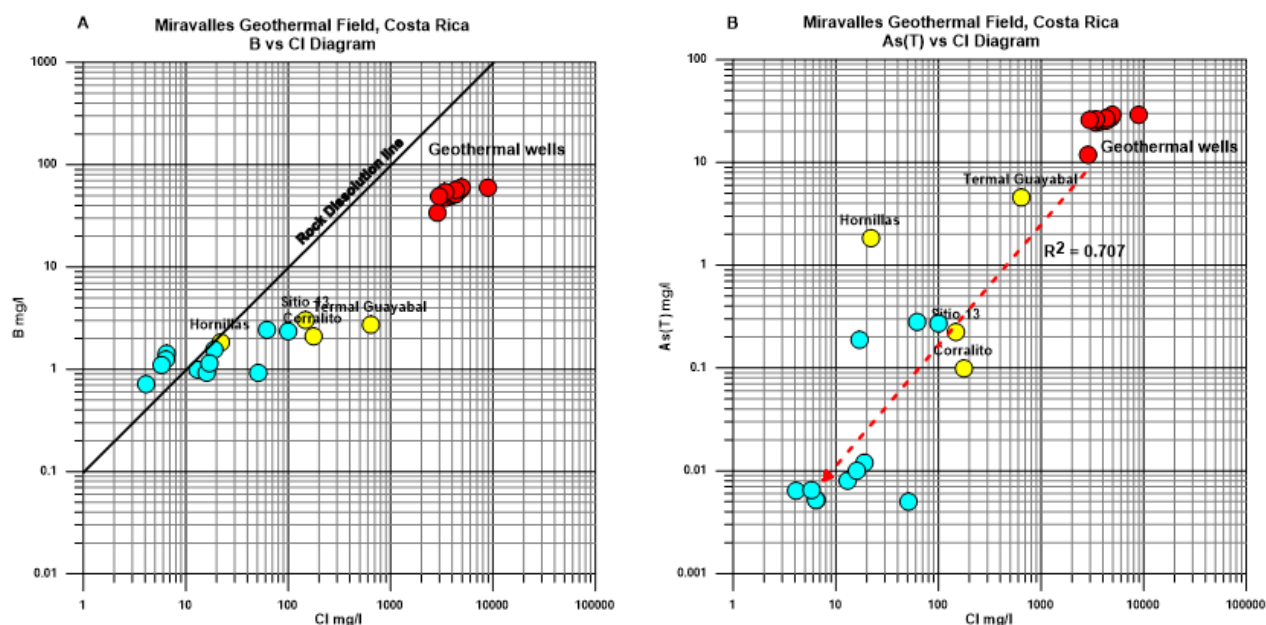 A
Miravalles Geothermal Field, Costa Rica
B vs Cl Diagram
1000
100
10
1
0.1
0.01
B mg/l
Rock Dissolution line
Geothermal wells
Sitio 13
Termal Guayabal
Hornillas
Corralito
1 10 100 1000 10000 100000
Cl mg/l
B
Miravalles Geothermal Field, Costa Rica
As(T) vs Cl Diagram
100
10
1
0.1
0.01
0.001
As(T) mg/l
Geothermal wells
Termal Guayabal
Hornillas
R2 = 0.707
Sitio 13
Corralito
1 10 100 1000 10000 100000
Cl mg/l